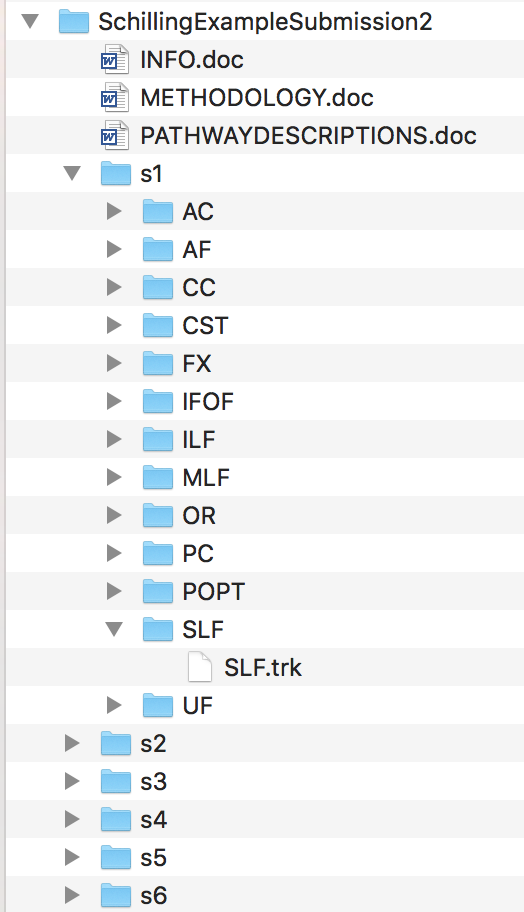 SchillingExampleSubmission2
INFO.doc
METHODOLOGY.doc
PATHWAYDESCRIPTIONS.doc
s1
AC
AF
CC
CST
FX
IFOF
ILF
MLF
OR
PC
POPT
SLF
SLF.trk
UF
s2
s3
s4
s5
s6